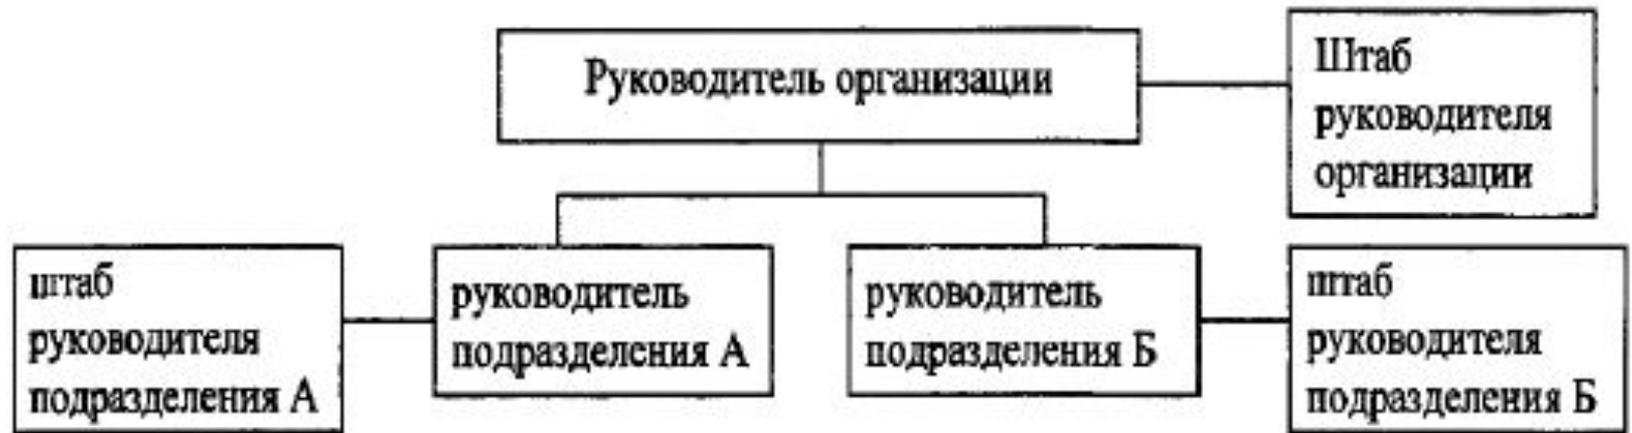 Руководитель организации
Штаб
руководителя
организации
штаб
руководителя
подразделения А
руководитель
подразделения А
руководитель
подразделения Б
штаб
руководителя
подразделения Б